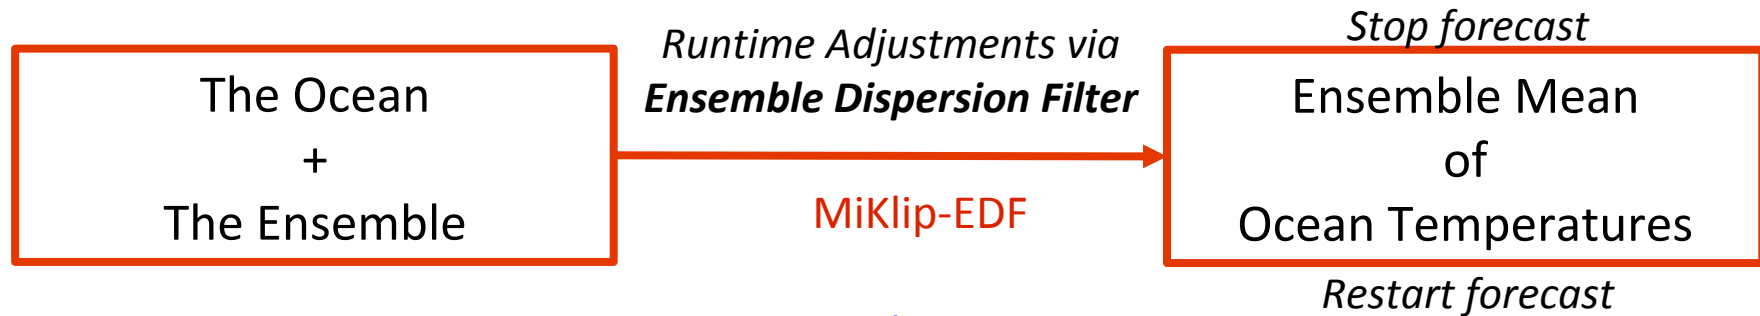 The Ocean
+
The Ensemble
Runtime Adjustments via
Ensemble Dispersion Filter
MiKlip-EDF
Stop forecast
Ensemble Mean
of
Ocean Temperatures
Restart forecast